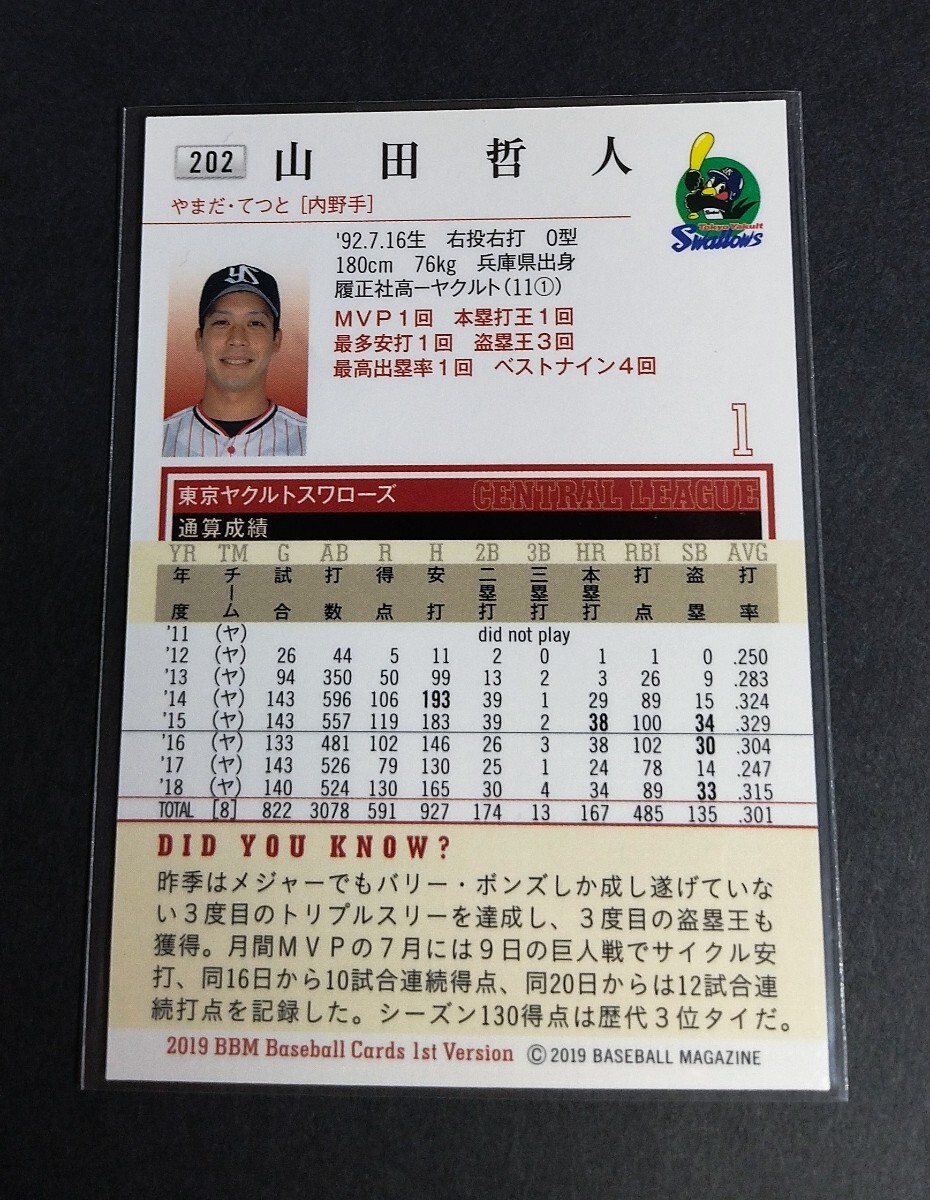 202 山田哲人
Tokyo Yakult
Swallows
やまだ・てつと [内野手]
YS
'92.7.16生 右投右打 O型
180cm 76kg 兵庫県出身
履正社高ーヤクルト(11①)
MVP1回 本塁打王1回
最多安打1回 盗塁王3回
最高出塁率1回 ベストナイン4回
1
東京ヤクルトスワローズ CENTRAL LEAGUE
通算成績
YR TM G AB R H 2B 3B HR RBI SB AVG
年度 チーム 試合 打数 得点 安打 二塁打 三塁打 本塁打 打点 盗塁 打率
'11 (ヤ) did not play
'12 (ヤ) 26 44 5 11 2 0 1 1 0 .250
'13 (ヤ) 94 350 50 99 13 2 3 26 9 .283
'14 (ヤ) 143 596 106 193 39 1 29 89 15 .324
'15 (ヤ) 143 557 119 183 39 2 38 100 34 .329
'16 (ヤ) 133 481 102 146 26 3 38 102 30 .304
'17 (ヤ) 143 526 79 130 25 1 24 78 14 .247
'18 (ヤ) 140 524 130 165 30 4 34 89 33 .315
TOTAL [8] 822 3078 591 927 174 13 167 485 135 .301
DID YOU KNOW?
昨季はメジャーでもバリー・ボンズしか成し遂げていな
い3度目のトリプルスリーを達成し、3度目の盗塁王も
獲得。月間MVPの7月には9日の巨人戦でサイクル安
打、同16日から10試合連続得点、同20日からは12試合連
続打点を記録した。シーズン130得点は歴代3位タイだ。
2019 BBM Baseball Cards 1st Version ©2019 BASEBALL MAGAZINE